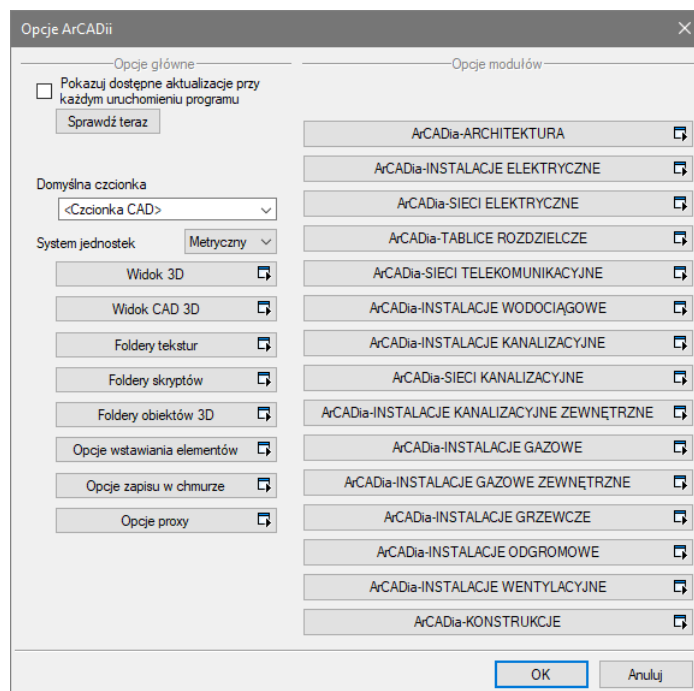 Opcje ArCADii
Opcje główne
Pokazuj dostępne aktualizacje przy
każdym uruchomieniu programu
Sprawdź teraz
Domyślna czcionka
<Czcionka CAD>
System jednostek
Metryczny
Widok 3D
Widok CAD 3D
Foldery tekstur
Foldery skryptów
Foldery obiektów 3D
Opcje wstawiania elementów
Opcje zapisu w chmurze
Opcje proxy
Opcje modułów
ArCADia-ARCHITEKTURA
ArCADia-INSTALACJE ELEKTRYCZNE
ArCADia-SIECI ELEKTRYCZNE
ArCADia-TABLICE ROZDZIELCZE
ArCADia-SIECI TELEKOMUNIKACYJNE
ArCADia-INSTALACJE WODOCIĄGOWE
ArCADia-INSTALACJE KANALIZACYJNE
ArCADia-SIECI KANALIZACYJNE
ArCADia-INSTALACJE KANALIZACYJNE ZEWNĘTRZNE
ArCADia-INSTALACJE GAZOWE
ArCADia-INSTALACJE GAZOWE ZEWNĘTRZNE
ArCADia-INSTALACJE GRZEWCZE
ArCADia-INSTALACJE ODGROMOWE
ArCADia-INSTALACJE WENTYLACYJNE
ArCADia-KONSTRUKCJE
OK
Anuluj